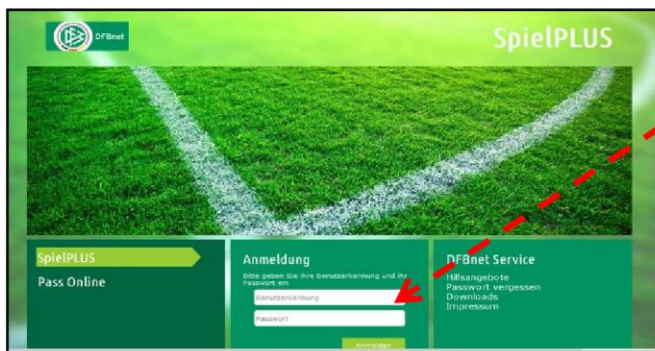 DFBnet
SpielPLUS
SpielPLUS
Pass Online
Anmeldung
Bitte geben Sie ihre Benutzerkennung und ihr
Passwort ein
Benutzerkennung
Passwort
Anmelden
DFBnet Service
Hilfsangebote
Passwort vergessen
Downloads
Impressum